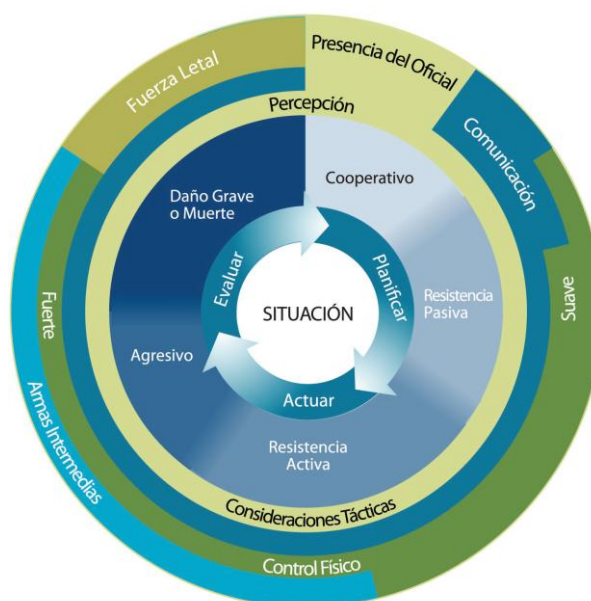 Fuerza Letal
Presencia del Oficial
Comunicación
Percepción
Daño Grave
o Muerte
Cooperativo
Evaluar
Planificar
SITUACIÓN
Resistencia
Pasiva
Suave
Fuerte
Agresivo
Actuar
Armas Intermedias
Resistencia
Activa
Consideraciones Tácticas
Control Físico